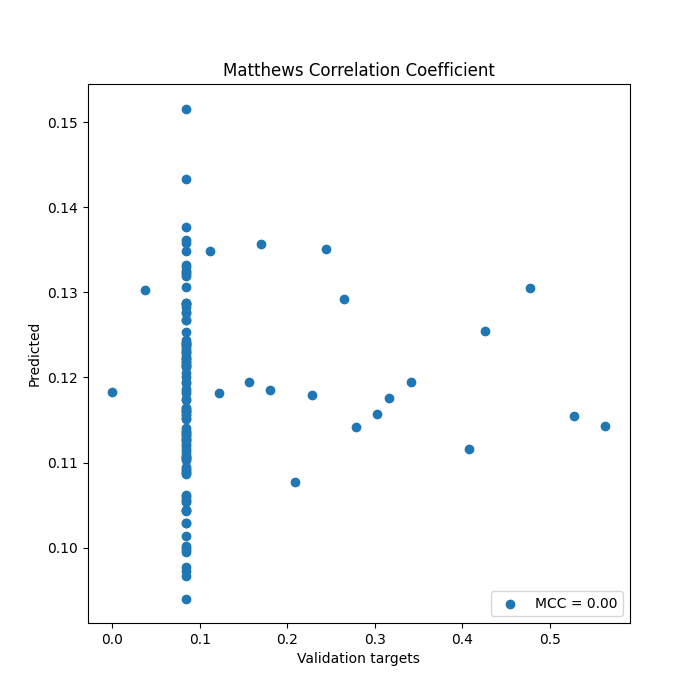 Matthews Correlation Coefficient
0.15
0.14
0.13
0.12
0.11
0.10
Predicted
MCC = 0.00
0.0 0.1 0.2 0.3 0.4 0.5
Validation targets